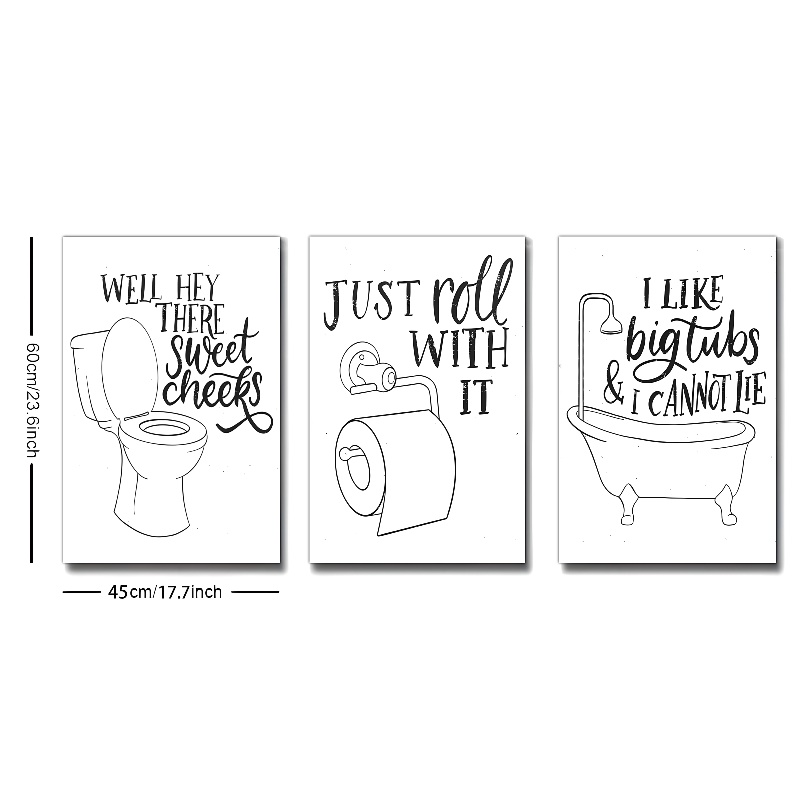 60cm/23.6inch
WELL HEY
THERE
sweet
cheeks
45cm/17.7inch
JUST roll
WITH
IT
I LIKE
big tubs
& i CANNOT LIE